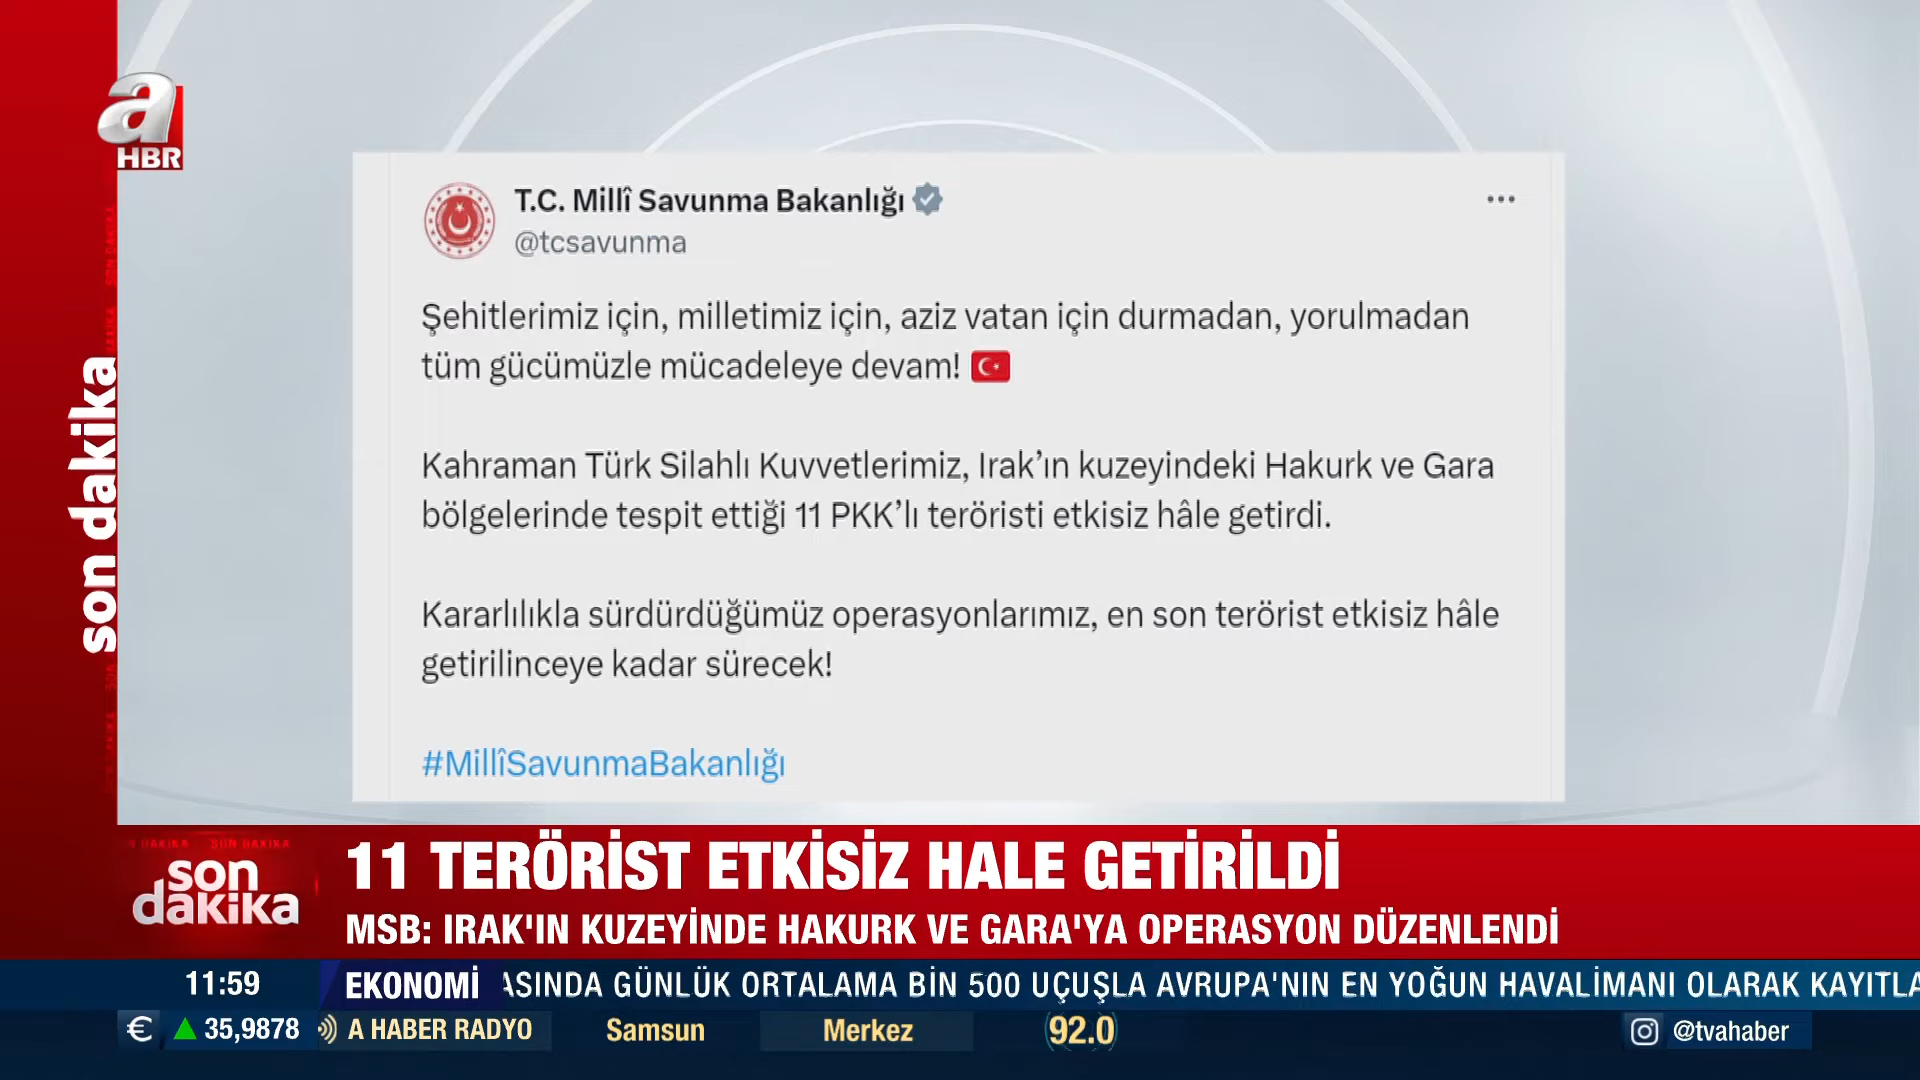 a
HBR
son dakika
T.C. Millî Savunma Bakanlığı
@tcsavunma
Şehitlerimiz için, milletimiz için, aziz vatan için durmadan, yorulmadan
tüm gücümüzle mücadeleye devam!
Kahraman Türk Silahlı Kuvvetlerimiz, Irak’ın kuzeyindeki Hakurk ve Gara
bölgelerinde tespit ettiği 11 PKK’lı teröristi etkisiz hâle getirdi.
Kararlılıkla sürdürdüğümüz operasyonlarımız, en son terörist etkisiz hâle
getirilinceye kadar sürecek!
#MillîSavunmaBakanlığı
son
dakika
11 TERÖRİST ETKİSİZ HALE GETİRİLDİ
MSB: IRAK'IN KUZEYİNDE HAKURK VE GARA'YA OPERASYON DÜZENLENDİ
11:59
EKONOMİ
ASINDA GÜNLÜK ORTALAMA BİN 500 UÇUŞLA AVRUPA'NIN EN YOĞUN HAVALİMANI OLARAK KAYITLA
€ 35,9878
A HABER RADYO
Samsun
Merkez
92.0
@tvahaber